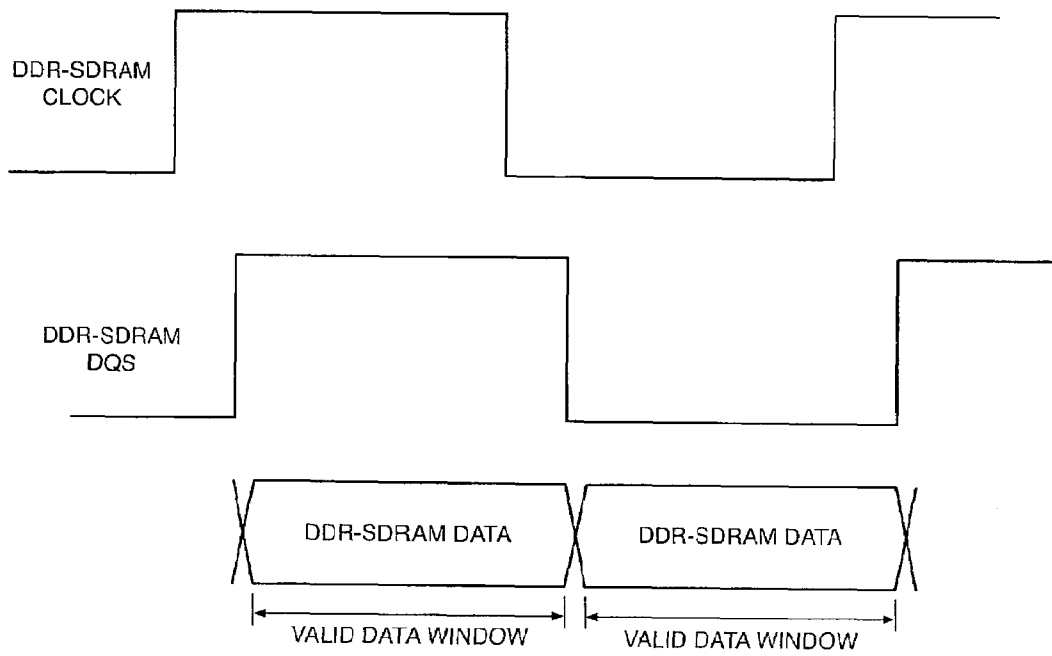 DDR-SDRAM
CLOCK
DDR-SDRAM
DQS
DDR-SDRAM DATA
DDR-SDRAM DATA
VALID DATA WINDOW
VALID DATA WINDOW